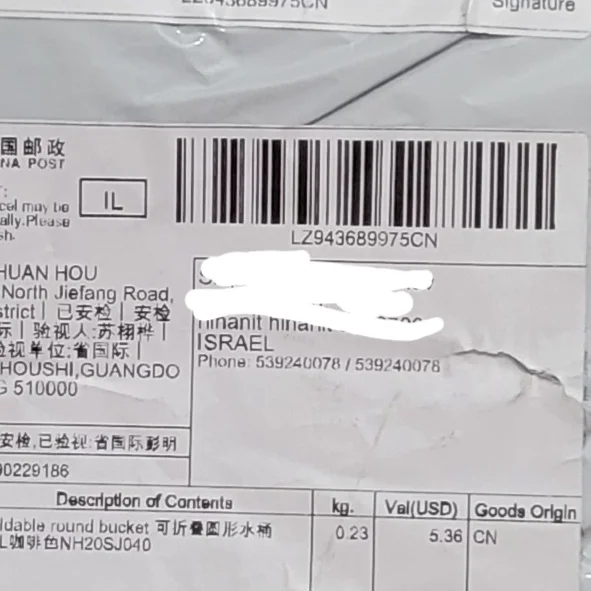 Signature
国邮政
NA POST
cel may be
ally.Please
sh.
IL
LZ943689975CN
HUAN HOU
North Jiefang Road,
strict | 已安检 | 安检
际 | 验视人:苏栩桦 |
验视单位:省国际 |
HOUSHI,GUANGDO
G 510000
hinanit
ISRAEL
Phone: 539240078 / 539240078
安检,已验视:省国际彭明
90229186
Description of Contents
kg.
Val(USD)
Goods Origin
ldable round bucket 可折叠圆形水桶
0.23
5.36
CN
L咖啡色NH20SJ040